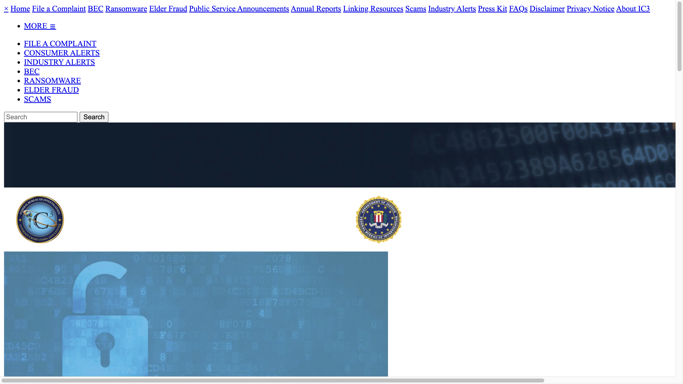 × Home File a Complaint BEC Ransomware Elder Fraud Public Service Announcements Annual Reports Linking Resources Scams Industry Alerts Press Kit FAQs Disclaimer Privacy Notice About IC3
MORE ≡
FILE A COMPLAINT
CONSUMER ALERTS
INDUSTRY ALERTS
BEC
RANSOMWARE
ELDER FRAUD
SCAMS
Search Search